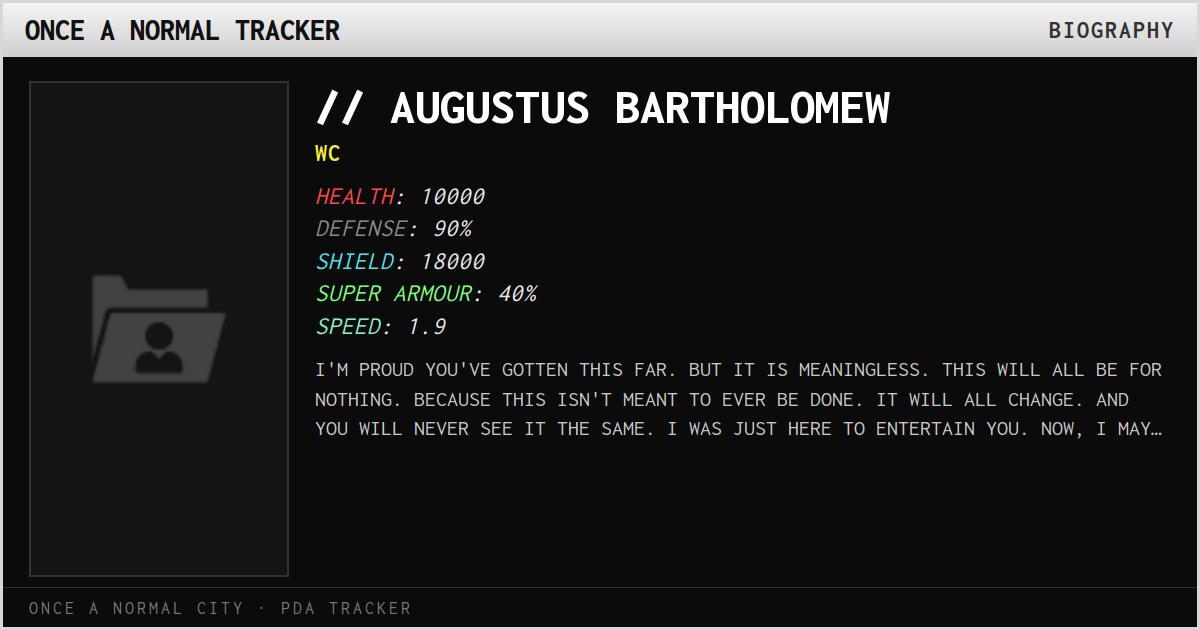 ONCE A NORMAL TRACKER
BIOGRAPHY
// AUGUSTUS BARTHOLOMEW
WC
HEALTH: 10000
DEFENSE: 90%
SHIELD: 18000
SUPER ARMOUR: 40%
SPEED: 1.9
I'M PROUD YOU'VE GOTTEN THIS FAR. BUT IT IS MEANINGLESS. THIS WILL ALL BE FOR
NOTHING. BECAUSE THIS ISN'T MEANT TO EVER BE DONE. IT WILL ALL CHANGE. AND
YOU WILL NEVER SEE IT THE SAME. I WAS JUST HERE TO ENTERTAIN YOU. NOW, I MAY…
ONCE A NORMAL CITY · PDA TRACKER